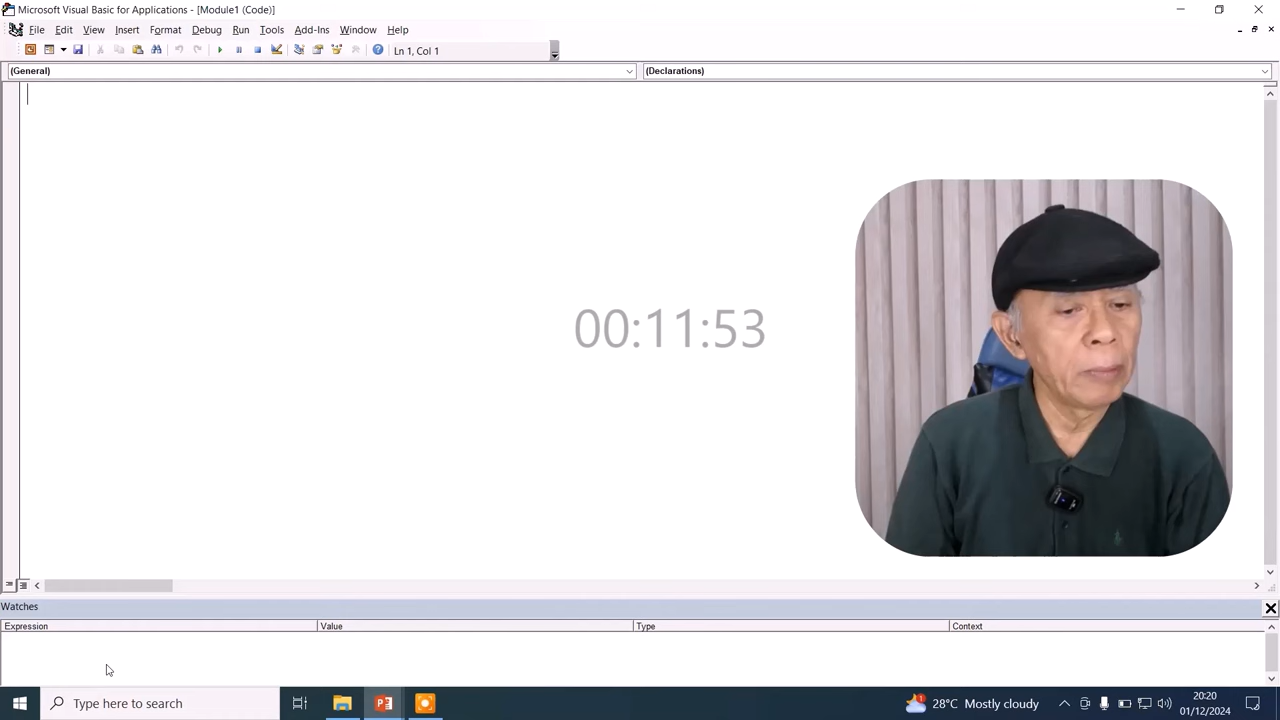 Microsoft Visual Basic for Applications - [Module1 (Code)]
File Edit View Insert Format Debug Run Tools Add-Ins Window Help
Ln 1, Col 1
(General) (Declarations)
00:11:53
Watches
Expression Value Type Context
Type here to search
28°C Mostly cloudy
20:20
01/12/2024